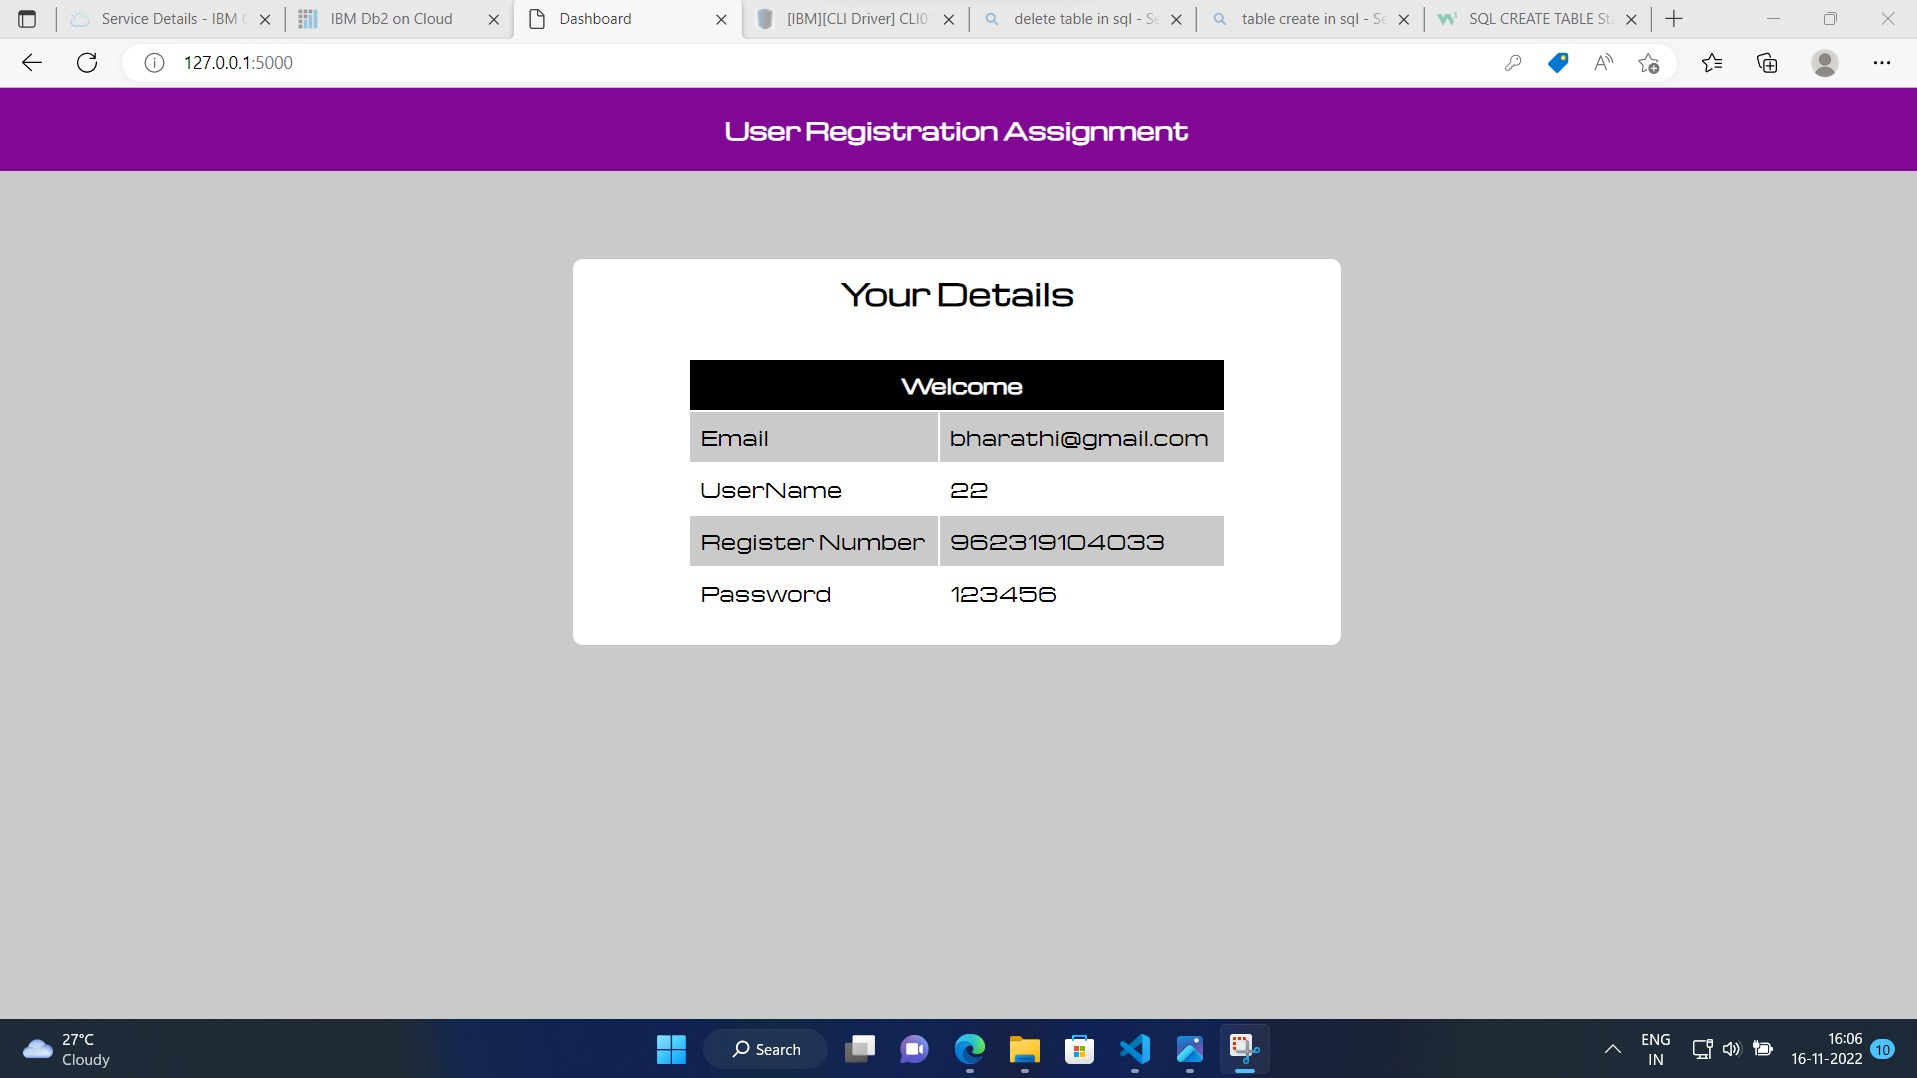 Service Details - IBM C
IBM Db2 on Cloud
Dashboard
[IBM][CLI Driver] CLI0
delete table in sql - Se
table create in sql - Se
SQL CREATE TABLE Sta
127.0.0.1:5000
User Registration Assignment
Your Details
Welcome
Email bharathi@gmail.com
UserName 22
Register Number 962319104033
Password 123456
27°C
Cloudy
Search
ENG
IN
16:06
16-11-2022
10